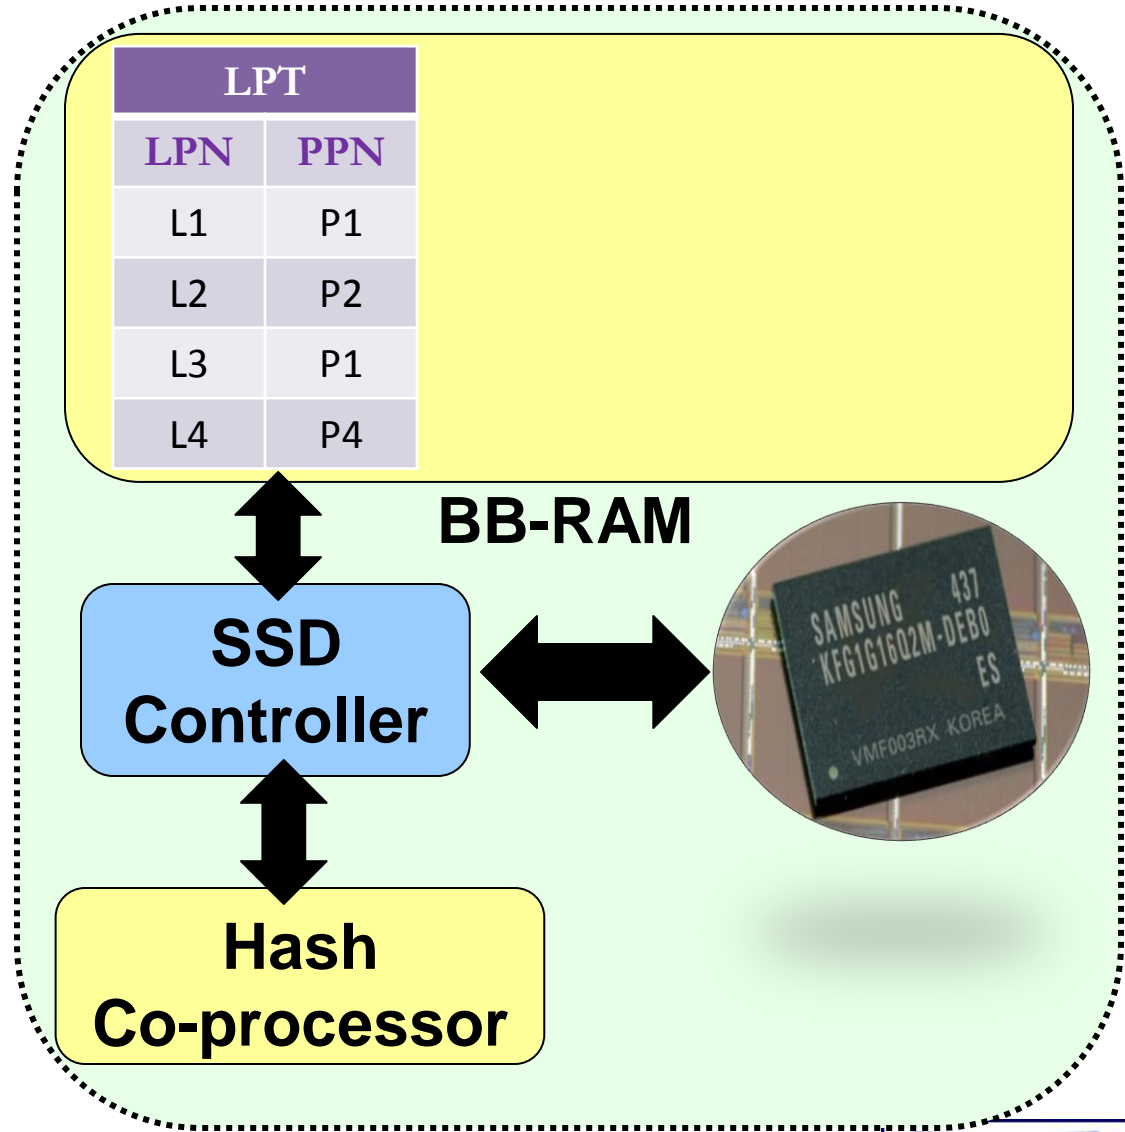 LPT
LPN PPN
L1 P1
L2 P2
L3 P1
L4 P4
BB-RAM
SSD
Controller
SAMSUNG 437
KFG1G16Q2M-DEB0
ES
VMF003RX KOREA
Hash
Co-processor